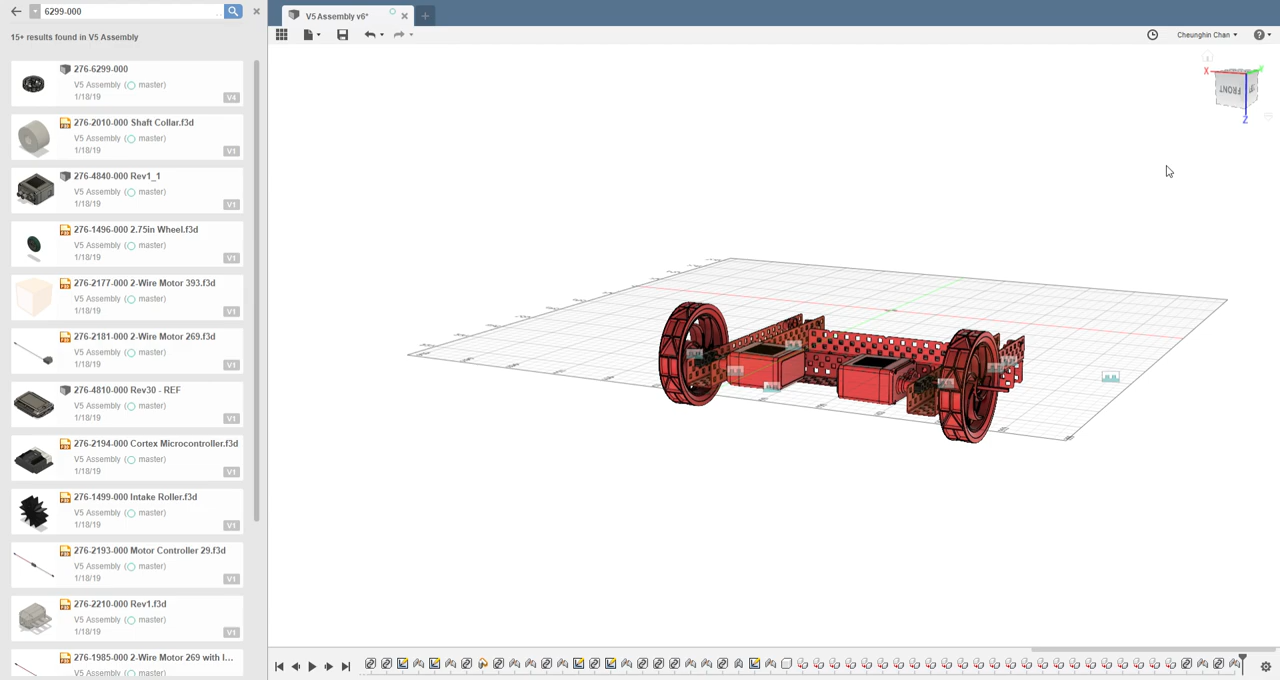 6299-000
15+ results found in V5 Assembly
276-6299-000
V5 Assembly (master)
1/18/19
V4
276-2010-000 Shaft Collar.f3d
V5 Assembly (master)
1/18/19
V1
276-4840-000 Rev1_1
V5 Assembly (master)
1/18/19
V1
276-1496-000 2.75in Wheel.f3d
V5 Assembly (master)
1/18/19
V1
276-2177-000 2-Wire Motor 393.f3d
V5 Assembly (master)
1/18/19
V1
276-2181-000 2-Wire Motor 269.f3d
V5 Assembly (master)
1/18/19
V1
276-4810-000 Rev30 - REF
V5 Assembly (master)
1/18/19
V1
276-2194-000 Cortex Microcontroller.f3d
V5 Assembly (master)
1/18/19
V1
276-1499-000 Intake Roller.f3d
V5 Assembly (master)
1/18/19
V1
276-2193-000 Motor Controller 29.f3d
V5 Assembly (master)
1/18/19
V1
276-2210-000 Rev1.f3d
V5 Assembly (master)
1/18/19
V1
276-1985-000 2-Wire Motor 269 with l...
V5 Assembly (master)
V5 Assembly v6*
Cheunghin Chan
X
FRONT
Z